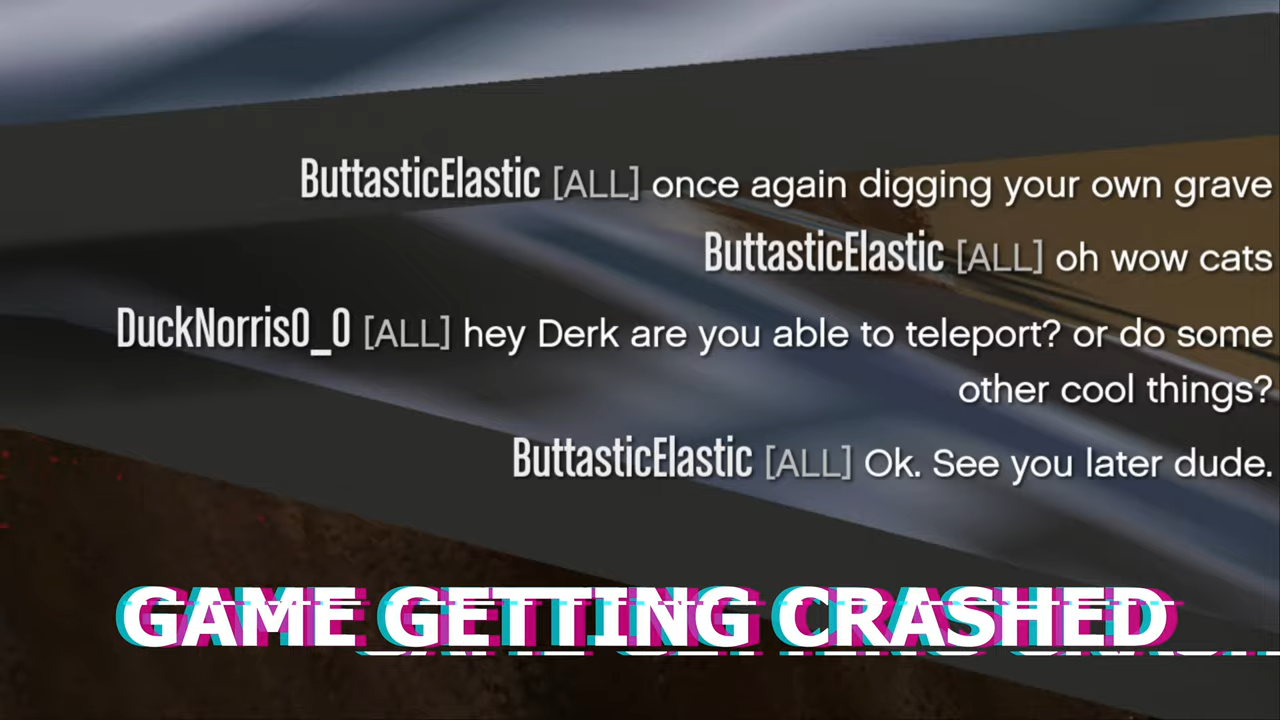 ButtasticElastic [ALL] once again digging your own grave
ButtasticElastic [ALL] oh wow cats
DuckNorris0_0 [ALL] hey Derk are you able to teleport? or do some
other cool things?
ButtasticElastic [ALL] Ok. See you later dude.
GAME GETTING CRASHED